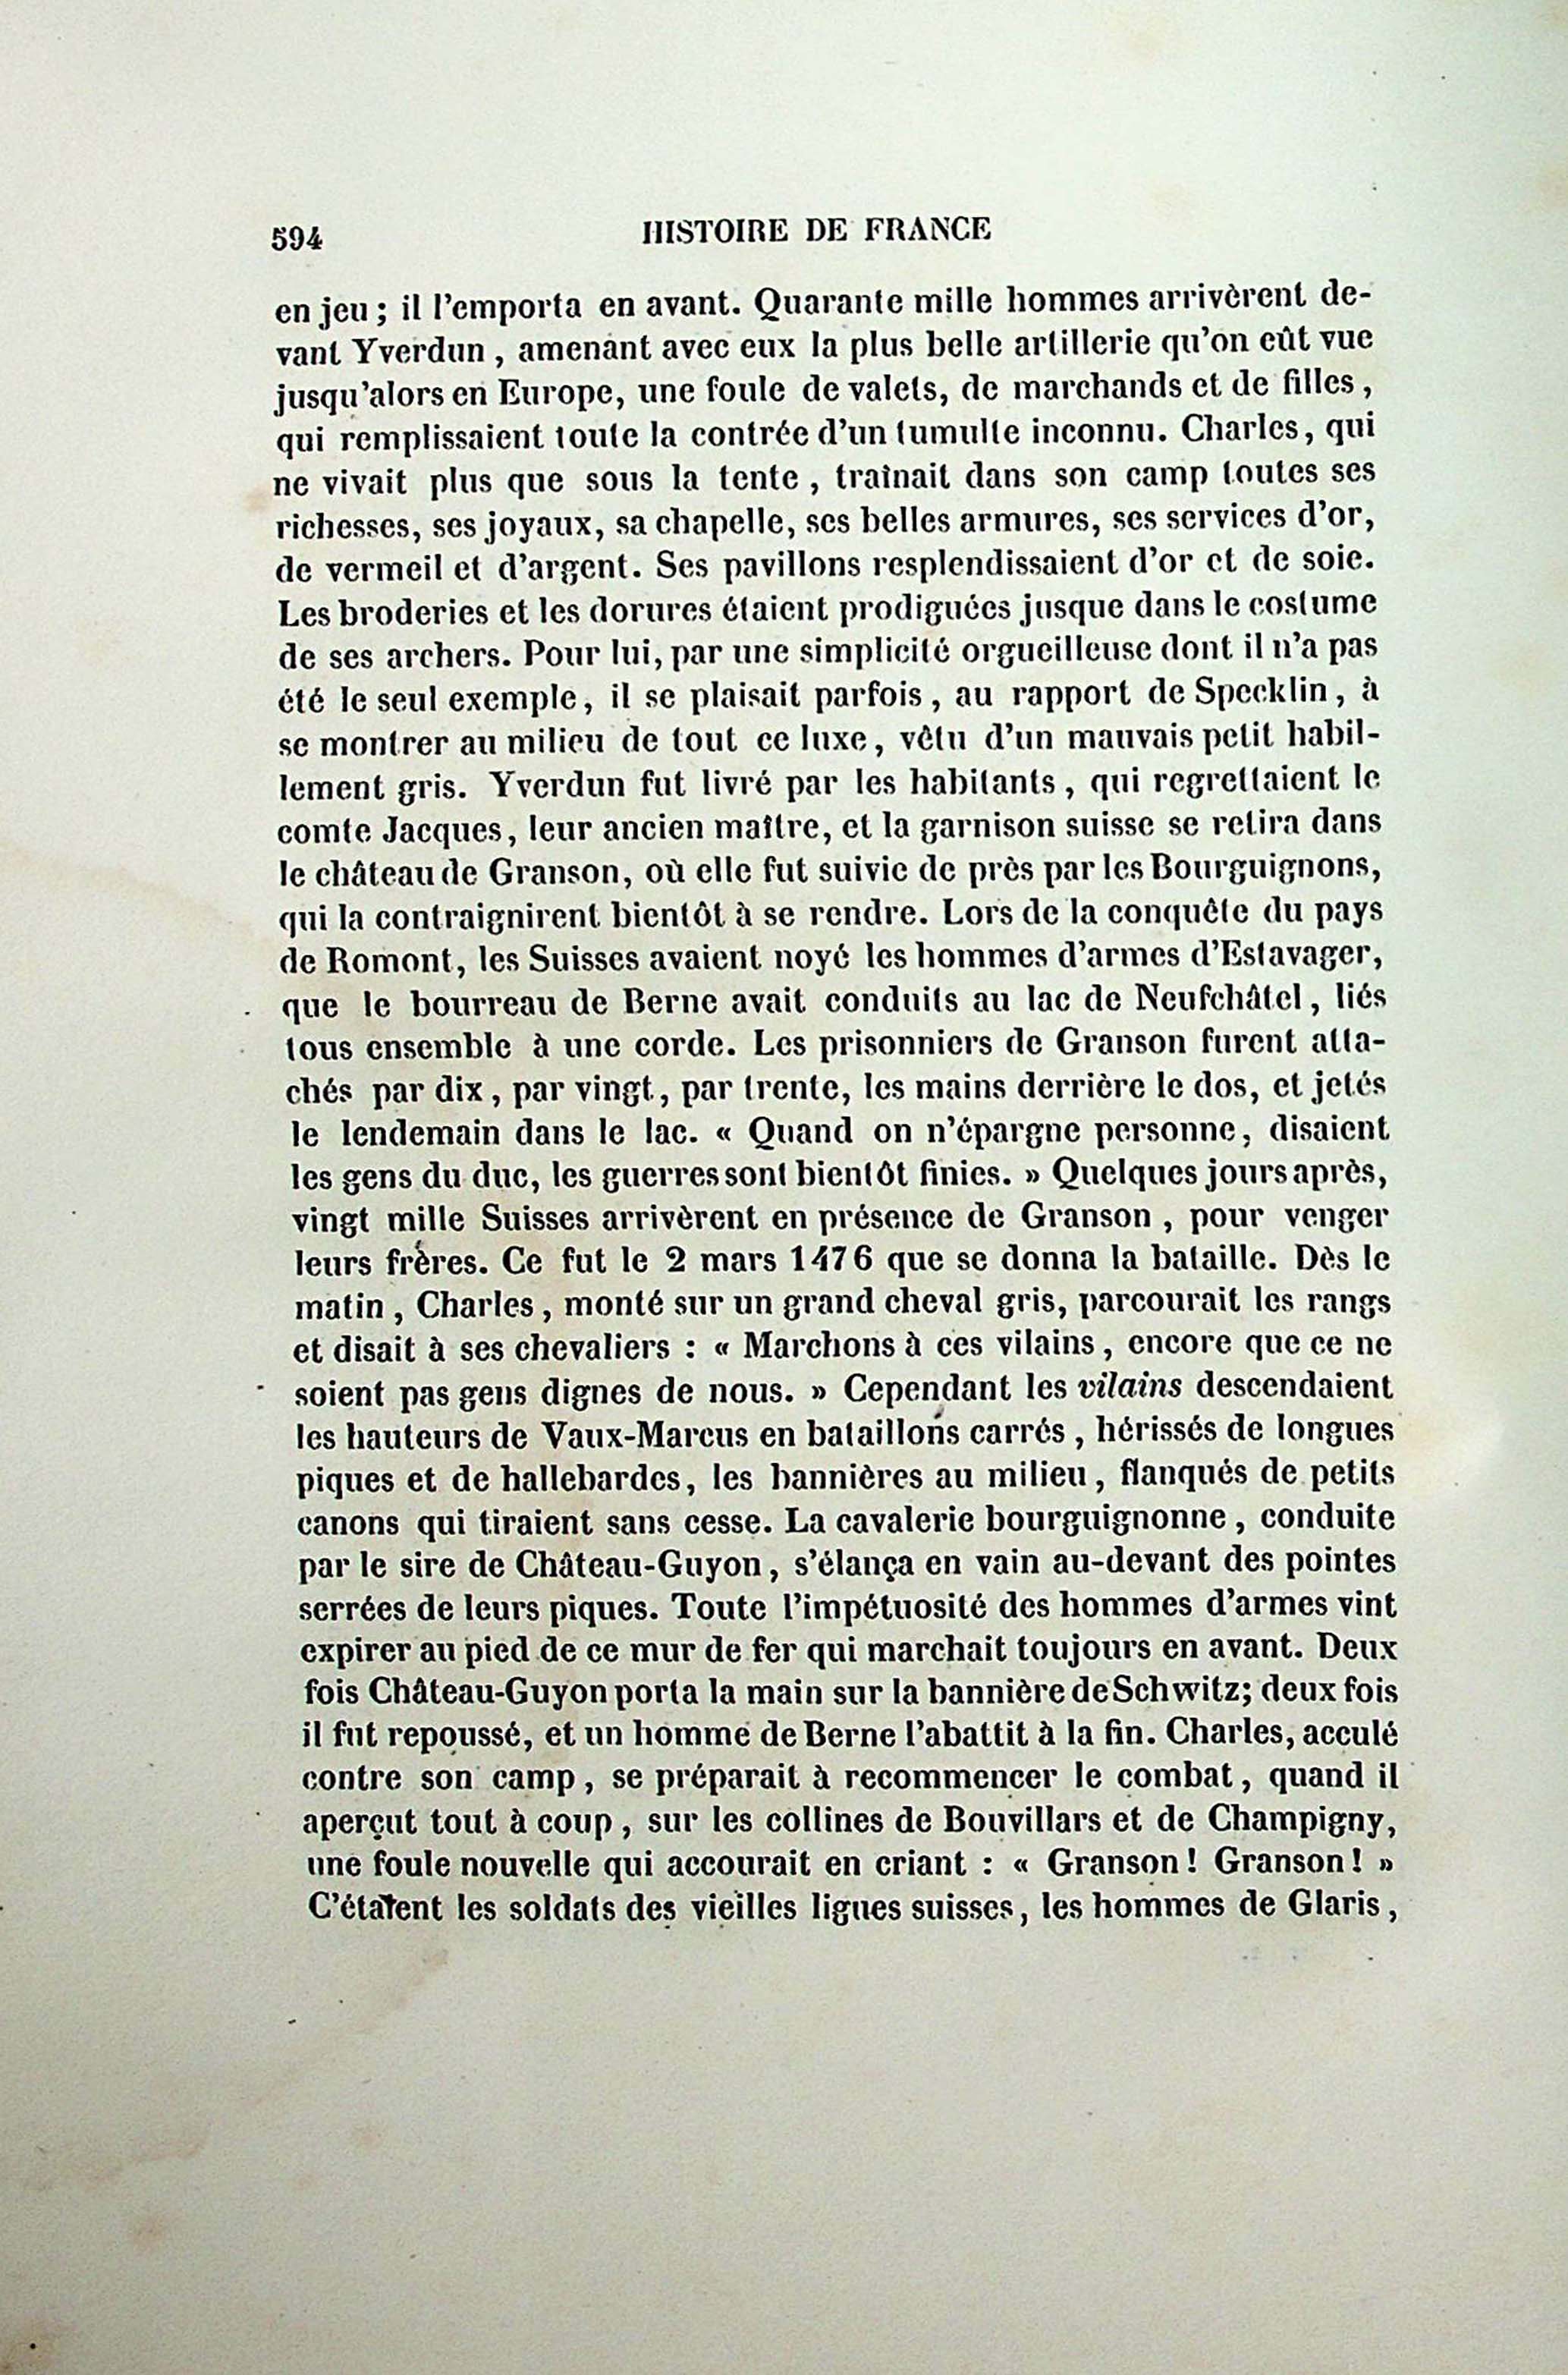 594
HISTOIRE DE FRANCE
en jeu ; il l'emporta en avant. Quarante mille hommes arrivèrent de-
vant Yverdun , amenant avec eux la plus belle artillerie qu'on eût vue
jusqu'alors en Europe, une foule de valets, de marchands et de filles ,
qui remplissaient toute la contrée d'un tumulte inconnu. Charles, qui
ne vivait plus que sous la tente , traînait dans son camp toutes ses
richesses, ses joyaux, sa chapelle, ses belles armures, ses services d'or,
de vermeil et d'argent. Ses pavillons resplendissaient d'or et de soie.
Les broderies et les dorures étaient prodiguées jusque dans le costume
de ses archers. Pour lui, par une simplicité orgueilleuse dont il n'a pas
été le seul exemple, il se plaisait parfois , au rapport de Specklin, à
se montrer au milieu de tout ce luxe, vêtu d'un mauvais petit habil-
lement gris. Yverdun fut livré par les habitants , qui regrettaient le
comte Jacques, leur ancien maître, et la garnison suisse se retira dans
le château de Granson, où elle fut suivie de près par les Bourguignons,
qui la contraignirent bientôt à se rendre. Lors de la conquête du pays
de Romont, les Suisses avaient noyé les hommes d'armes d'Estavager,
que le bourreau de Berne avait conduits au lac de Neufchâtel, liés
tous ensemble à une corde. Les prisonniers de Granson furent atta-
chés par dix , par vingt, par trente, les mains derrière le dos, et jetés
le lendemain dans le lac. « Quand on n'épargne personne, disaient
les gens du duc, les guerres sont bientôt finies. » Quelques jours après,
vingt mille Suisses arrivèrent en présence de Granson , pour venger
leurs frères. Ce fut le 2 mars 1476 que se donna la bataille. Dès le
matin , Charles , monté sur un grand cheval gris, parcourait les rangs
et disait à ses chevaliers : « Marchons à ces vilains , encore que ce ne
soient pas gens dignes de nous. » Cependant les vilains descendaient
les hauteurs de Vaux-Marcus en bataillons carrés , hérissés de longues
piques et de hallebardes, les bannières au milieu , flanqués de petits
canons qui tiraient sans cesse. La cavalerie bourguignonne , conduite
par le sire de Château-Guyon, s'élança en vain au-devant des pointes
serrées de leurs piques. Toute l'impétuosité des hommes d'armes vint
expirer au pied de ce mur de fer qui marchait toujours en avant. Deux
fois Château-Guyon porta la main sur la bannière de Schwitz; deux fois
il fut repoussé, et un homme de Berne l'abattit à la fin. Charles, acculé
contre son camp, se préparait à recommencer le combat, quand il
aperçut tout à coup , sur les collines de Bouvillars et de Champigny,
une foule nouvelle qui accourait en criant : « Granson! Granson! »
C'étaient les soldats des vieilles ligues suisses, les hommes de Glaris ,